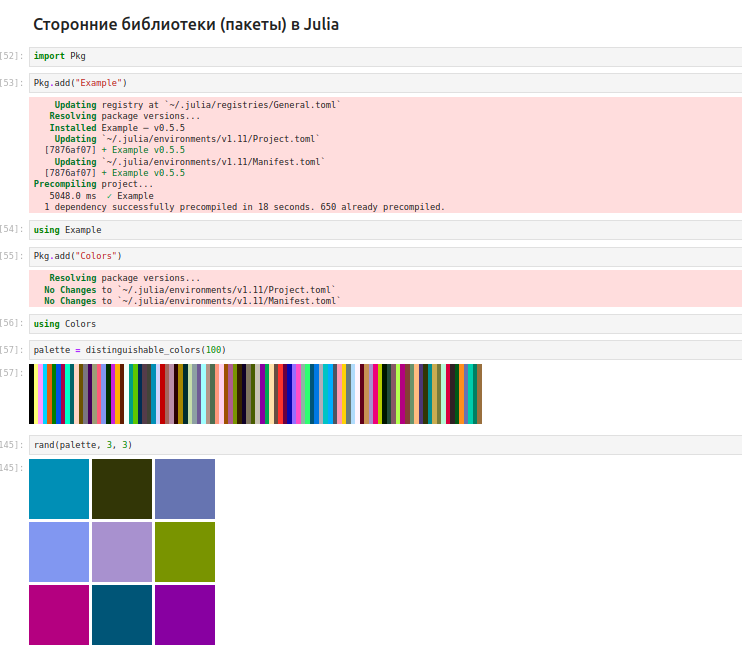 Сторонние библиотеки (пакеты) в Julia
[52]: import Pkg
[53]: Pkg.add("Example")
Updating registry at `~/.julia/registries/General.toml`
Resolving package versions...
Installed Example ─ v0.5.5
Updating `~/.julia/environments/v1.11/Project.toml`
[7876af07] + Example v0.5.5
Updating `~/.julia/environments/v1.11/Manifest.toml`
[7876af07] + Example v0.5.5
Precompiling project...
5048.0 ms ✓ Example
1 dependency successfully precompiled in 18 seconds. 650 already precompiled.
[54]: using Example
[55]: Pkg.add("Colors")
Resolving package versions...
No Changes to `~/.julia/environments/v1.11/Project.toml`
No Changes to `~/.julia/environments/v1.11/Manifest.toml`
[56]: using Colors
[57]: palette = distinguishable_colors(100)
[57]:
145]: rand(palette, 3, 3)
145]: